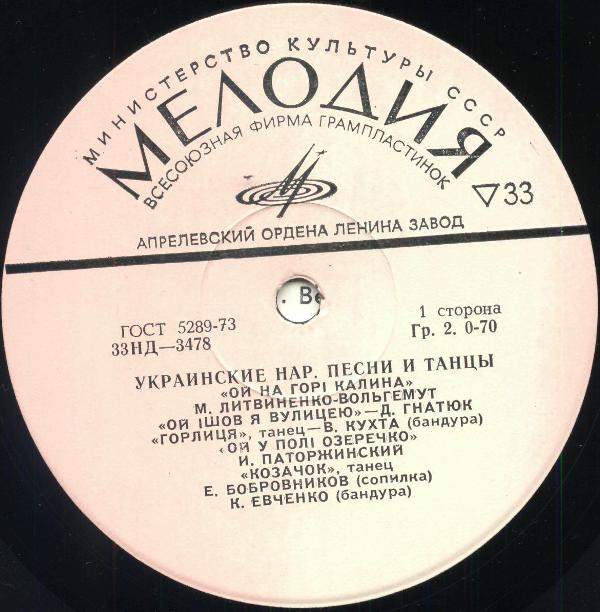 МИНИСТЕРСТВО КУЛЬТУРЫ СССР
МЕЛОДИЯ
ВСЕСОЮЗНАЯ ФИРМА ГРАМПЛАСТИНОК
33
АПРЕЛЕВСКИЙ ОРДЕНА ЛЕНИНА ЗАВОД
ГОСТ 5289-73
33НД—3478
1 сторона
Гр. 2. 0-70
УКРАИНСКИЕ НАР. ПЕСНИ И ТАНЦЫ
«ОЙ НА ГОРІ КАЛИНА»
М. ЛИТВИНЕНКО-ВОЛЬГЕМУТ
«ОЙ ІШОВ Я ВУЛИЦЕЮ»—Д. ГНАТЮК
«ГОРЛИЦЯ», танец—В. КУХТА (бандура)
‹ОЙ У ПОЛІ ОЗЕРЕЧКО»
И. ПАТОРЖИНСКИЙ
«КОЗАЧОК», танец
Е. БОБРОВНИКОВ (сопилка)
К. ЕВЧЕНКО (бандура)